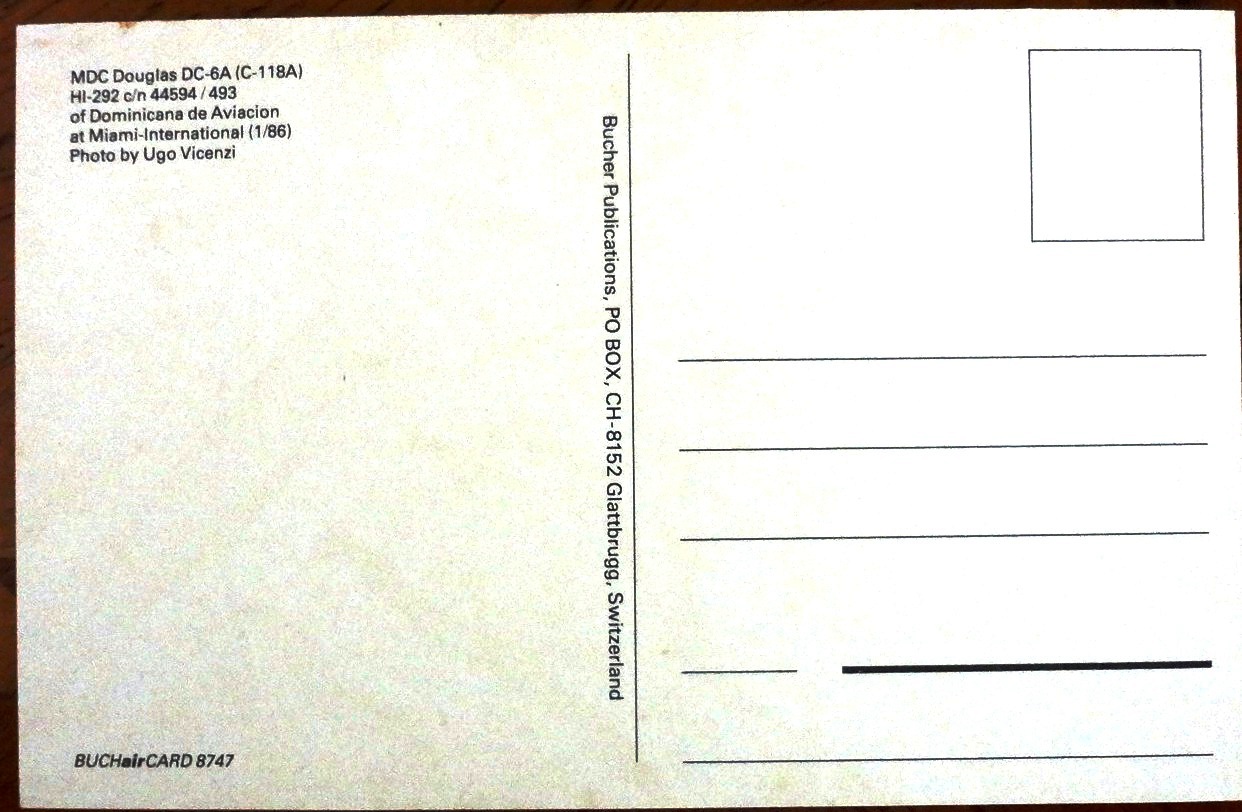 MDC Douglas DC-6A (C-118A)
HI-292 c/n 44594 / 493
of Dominicana de Aviacion
at Miami-International (1/86)
Photo by Ugo Vicenzi
Bucher Publications, PO BOX, CH-8152 Glattbrugg, Switzerland
BUCHairCARD 8747